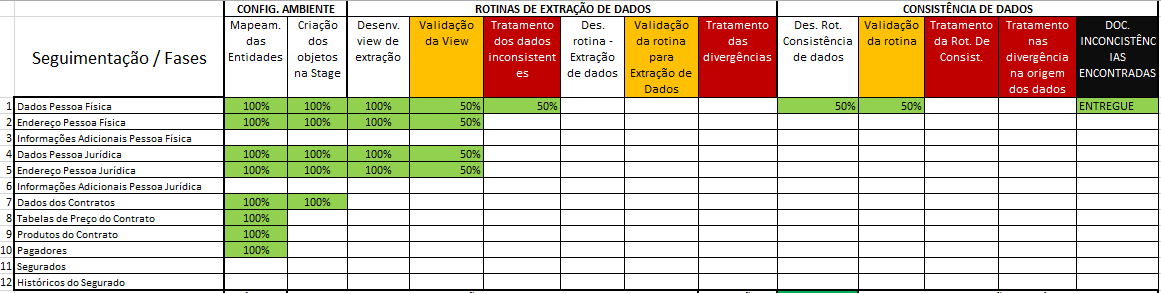 CONFIG. AMBIENTE ROTINAS DE EXTRAÇÃO DE DADOS CONSISTÊNCIA DE DADOS
Seguimentação / Fases
Mapeam.
das
Entidades
Criação
dos
objetos
na Stage
Desenv.
view de
extração
Validação
da View
Tratamento
dos dados
inconsistent
es
Des.
rotina -
Extração
de dados
Validação
da rotina
para
Extração de
Dados
Tratamento
das
divergências
Des. Rot.
Consistência
de dados
Validação
da rotina
Tratamento
da Rot. De
Consist.
Tratamento
nas
divergência
na origem
dos dados
DOC.
INCONCISTÊNC
IAS
ENCONTRADAS
1 Dados Pessoa Física 100% 100% 100% 50% 50% 50% 50% ENTREGUE
2 Endereço Pessoa Física 100% 100% 100% 50%
3 Informações Adicionais Pessoa Física
4 Dados Pessoa Jurídica 100% 100% 100% 50%
5 Endereço Pessoa Jurídica 100% 100% 100% 50%
6 Informações Adicionais Pessoa Jurídica
7 Dados dos Contratos 100% 100%
8 Tabelas de Preço do Contrato 100%
9 Produtos do Contrato 100%
10 Pagadores 100%
11 Segurados
12 Históricos do Segurado